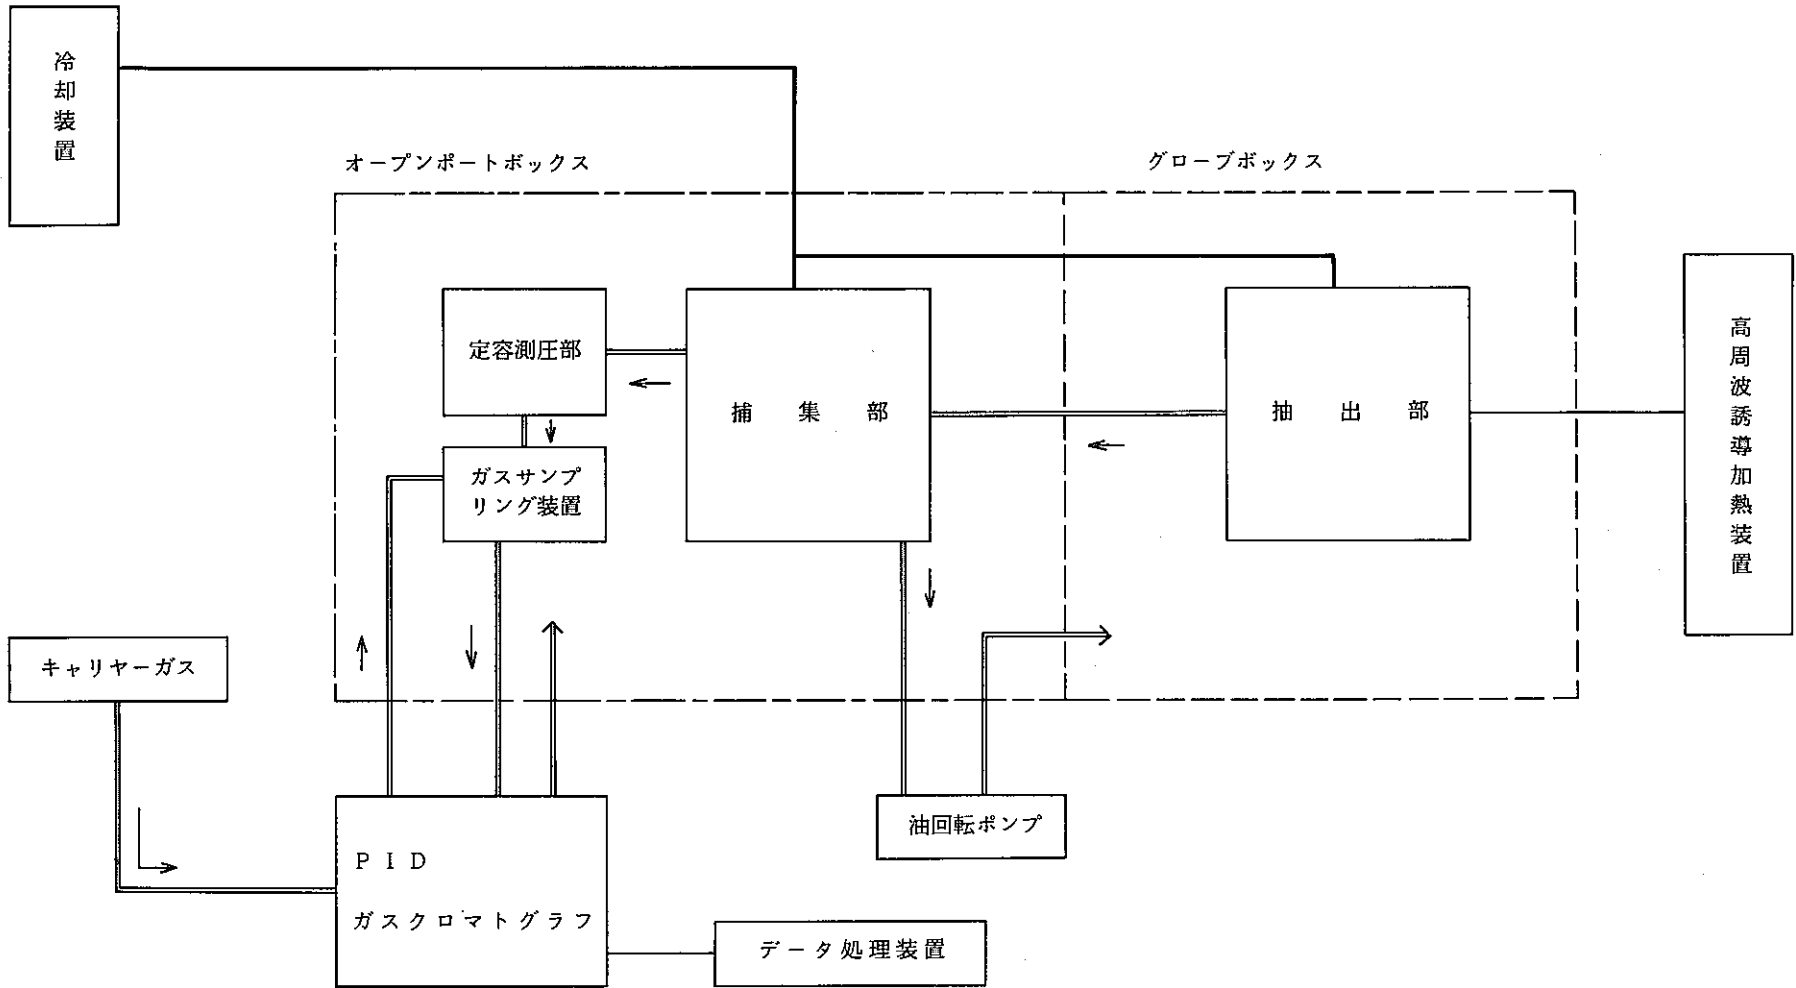 冷却装置
オープンポートボックス
グローブボックス
定容測圧部
捕集部
抽出部
高周波誘導加熱装置
ガスサンプ
リング装置
キャリヤーガス
油回転ポンプ
PID
ガスクロマトグラフ
データ処理装置